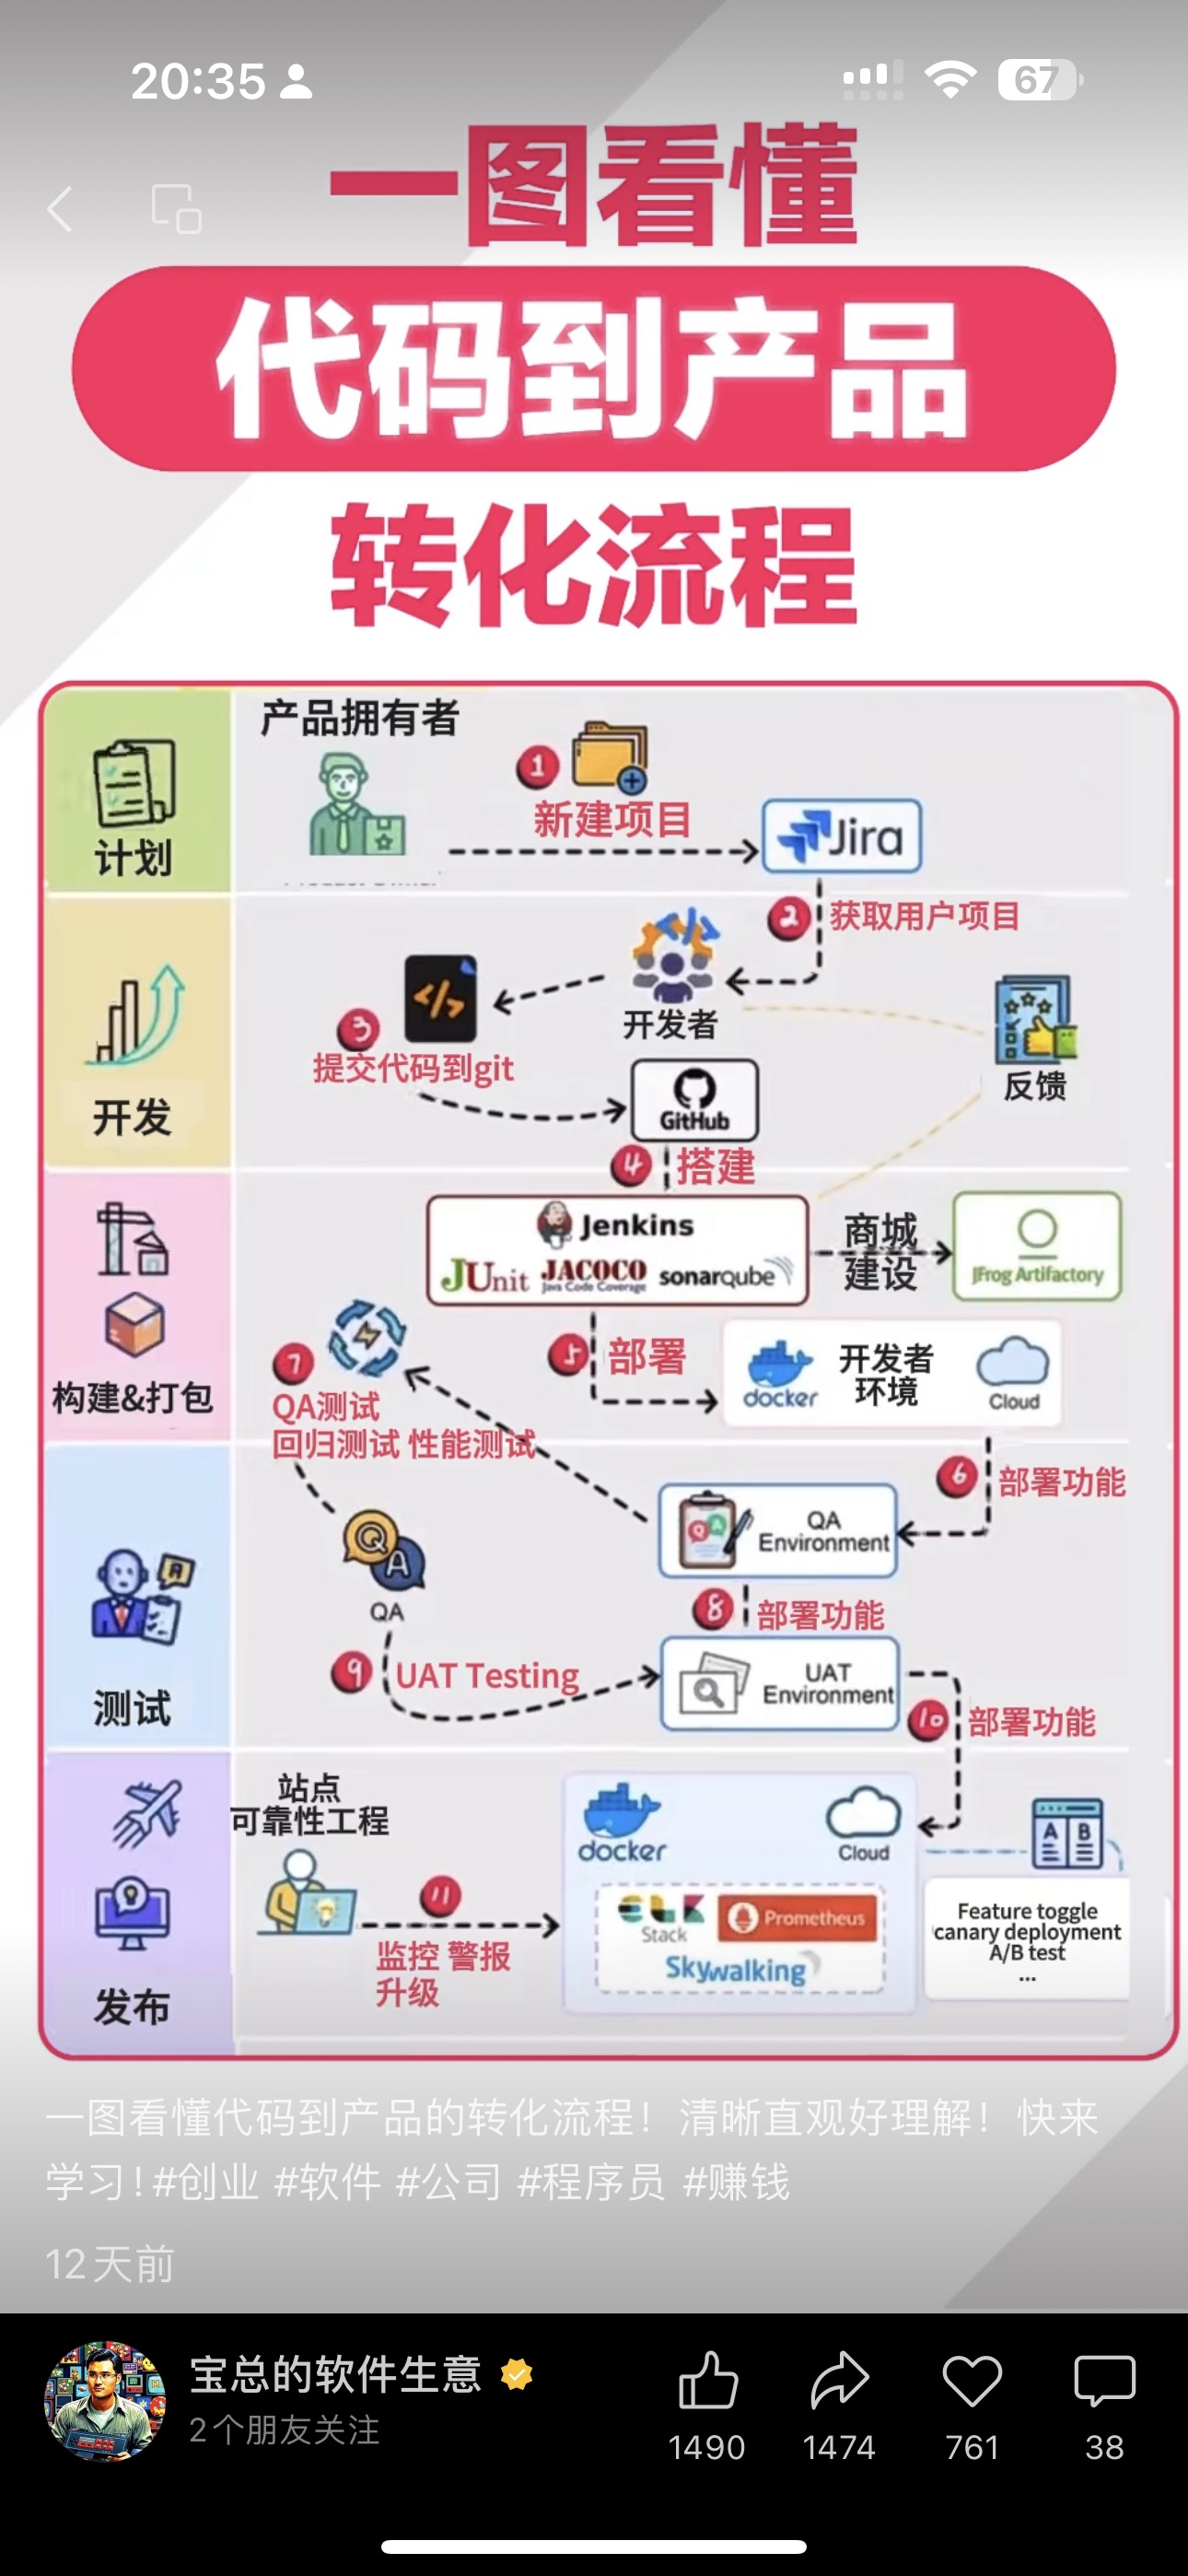 20:35
67
一图看懂
代码到产品
转化流程
产品拥有者
1
新建项目
Jira
计划
2
获取用户项目
</>
开发者
3
提交代码到git
反馈
GitHub
开发
4
搭建
Jenkins
JUnit
JACOCO
Java Code Coverage
sonarqube
商城
建设
JFrog Artifactory
5
部署
docker
开发者
环境
Cloud
构建&打包
7
QA测试
回归测试 性能测试
6
部署功能
QA
Environment
Q
A
QA
8
部署功能
9
UAT Testing
UAT
Environment
测试
10
部署功能
站点
可靠性工程
docker
Cloud
A B
11
监控 警报
升级
ELK
Stack
Prometheus
Skywalking
Feature toggle
canary deployment
A/B test
...
发布
一图看懂代码到产品的转化流程！清晰直观好理解！快来
学习！#创业 #软件 #公司 #程序员 #赚钱
12天前
宝总的软件生意
2个朋友关注
1490
1474
761
38